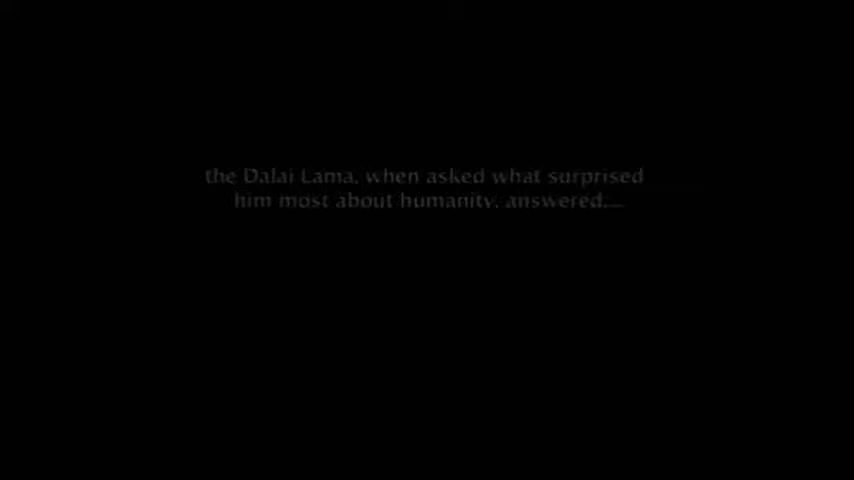 the Dalai Lama, when asked what surprised
him most about humanity, answered....